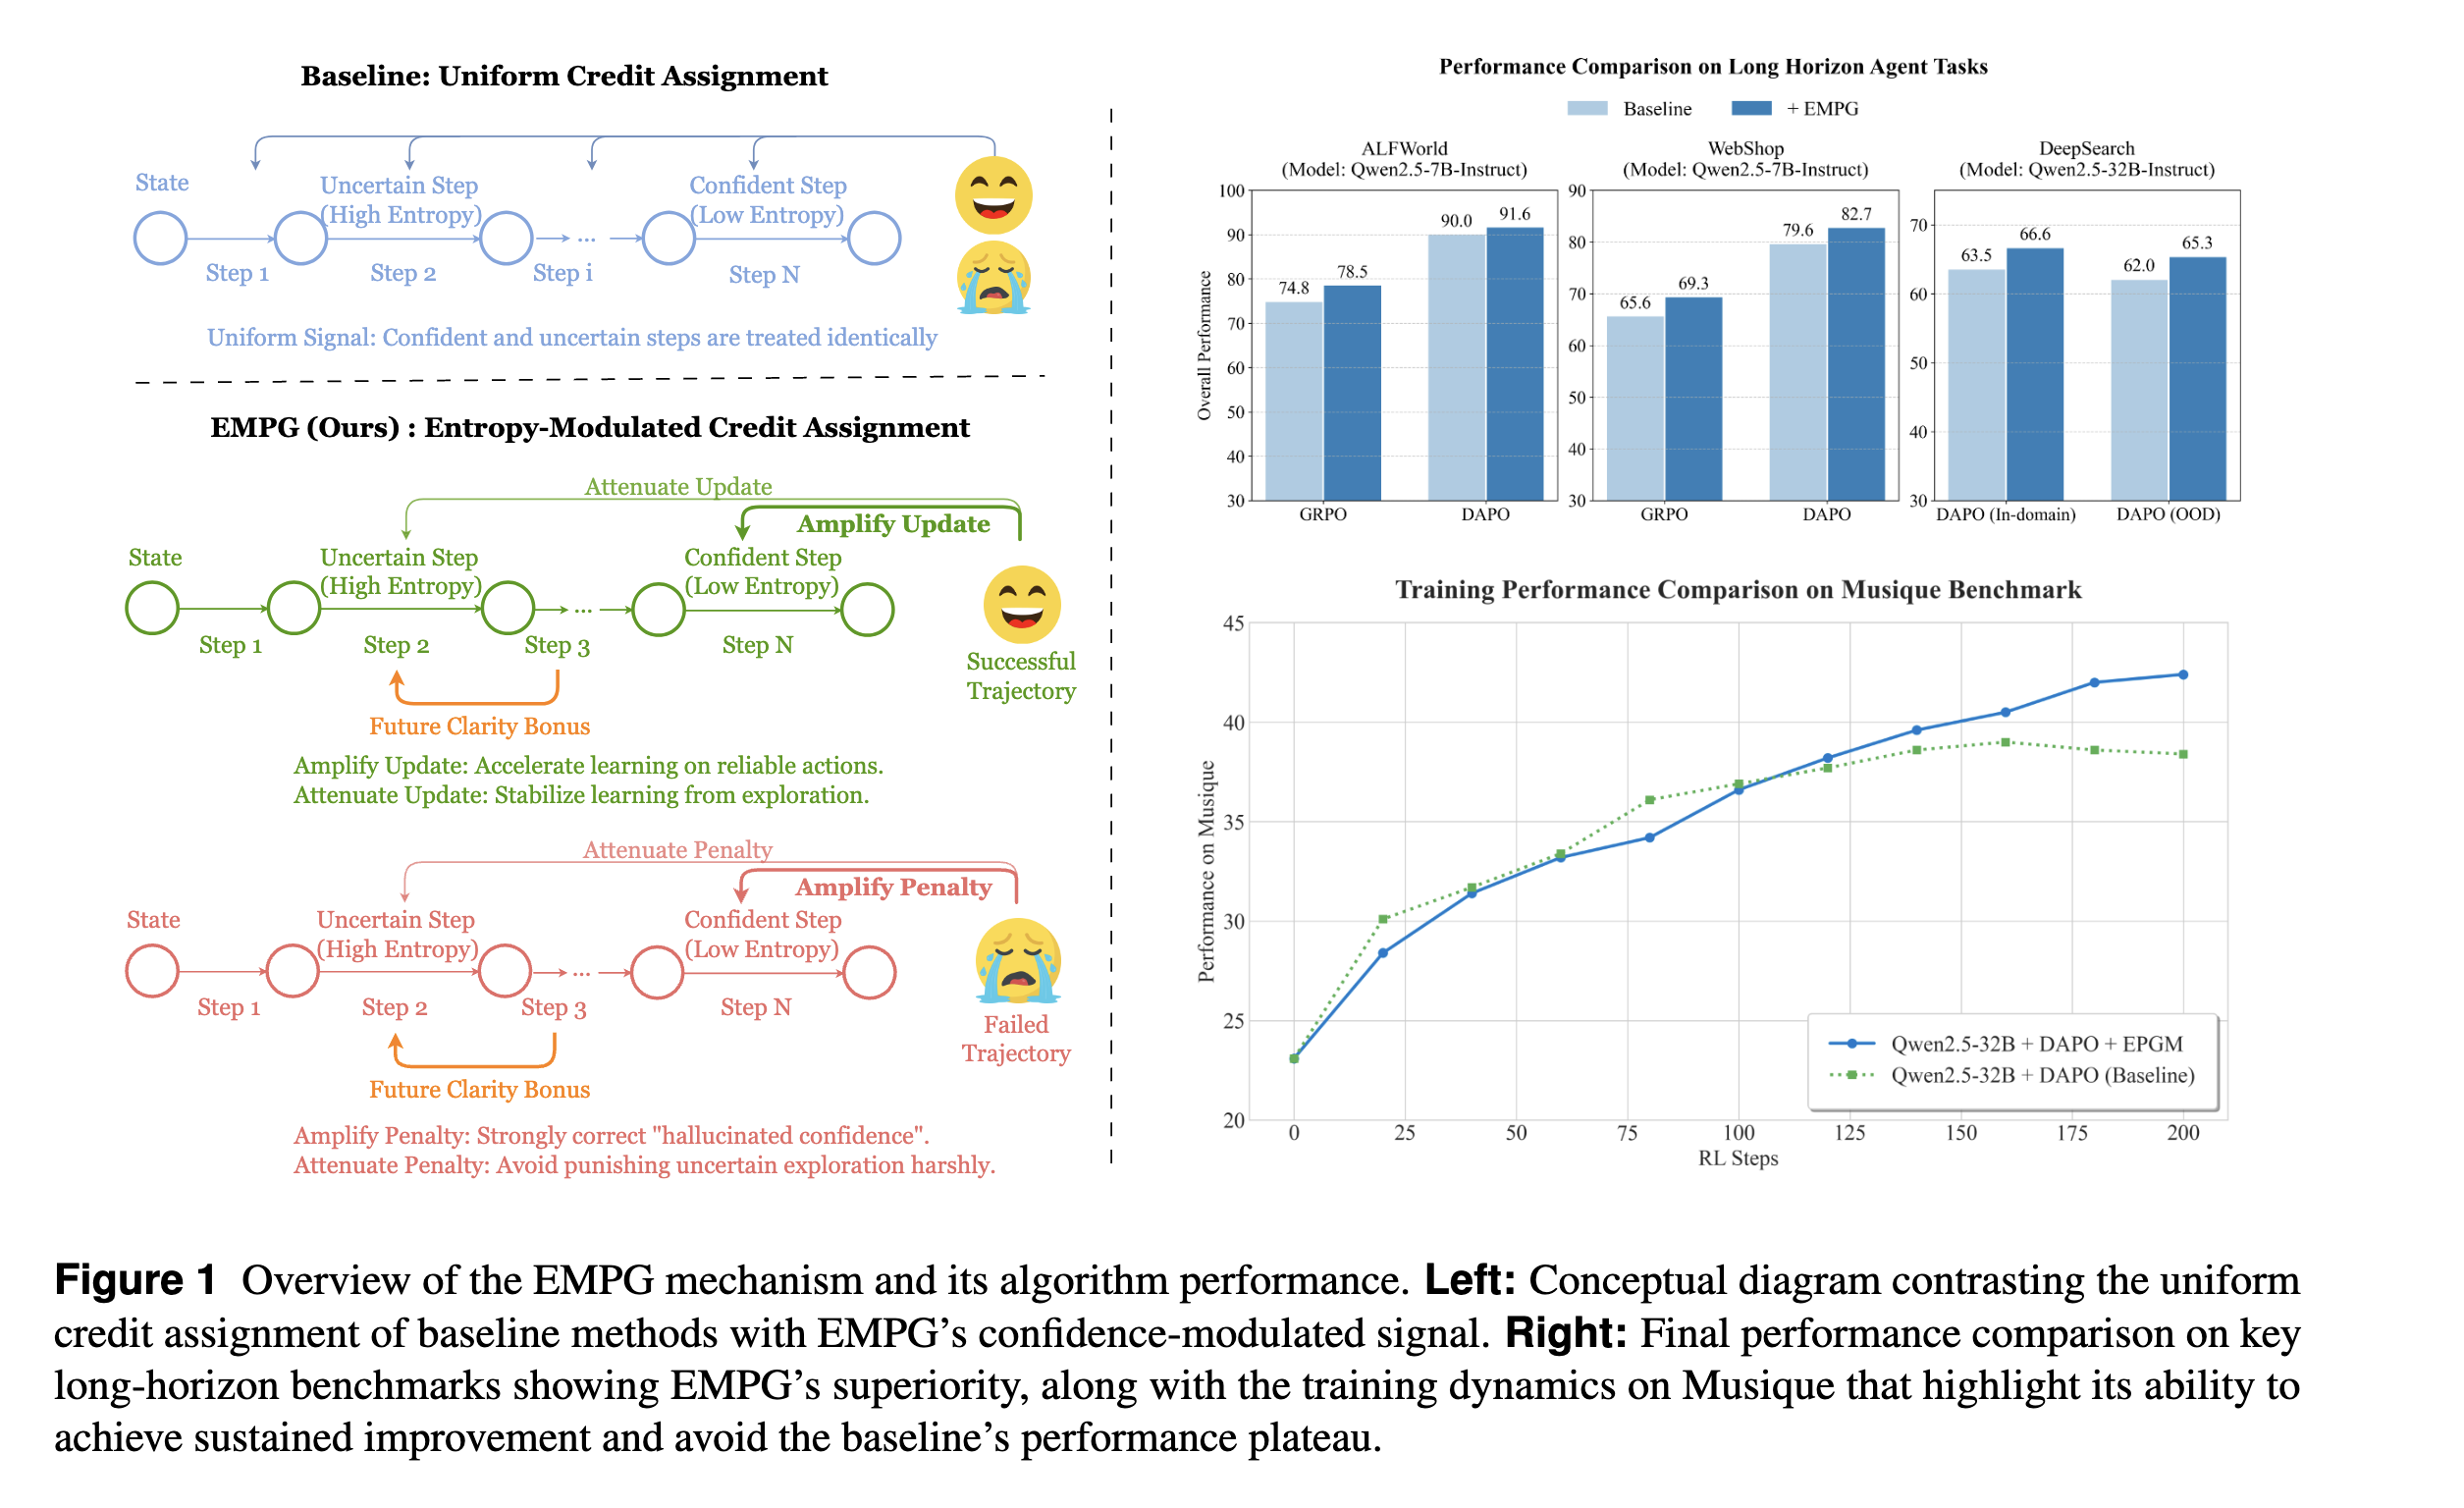 Baseline: Uniform Credit Assignment
State
Uncertain Step
(High Entropy)
Confident Step
(Low Entropy)
...
Step 1
Step 2
Step i
Step N
Uniform Signal: Confident and uncertain steps are treated identically
EMPG (Ours) : Entropy-Modulated Credit Assignment
Attenuate Update
Amplify Update
State
Uncertain Step
(High Entropy)
Confident Step
(Low Entropy)
...
Step 1
Step 2
Step 3
Step N
Successful
Trajectory
Future Clarity Bonus
Amplify Update: Accelerate learning on reliable actions.
Attenuate Update: Stabilize learning from exploration.
Attenuate Penalty
Amplify Penalty
State
Uncertain Step
(High Entropy)
Confident Step
(Low Entropy)
...
Step 1
Step 2
Step 3
Step N
Failed
Trajectory
Future Clarity Bonus
Amplify Penalty: Strongly correct "hallucinated confidence".
Attenuate Penalty: Avoid punishing uncertain exploration harshly.
Performance Comparison on Long Horizon Agent Tasks
Baseline
+ EMPG
ALFWorld
(Model: Qwen2.5-7B-Instruct)
Overall Performance
100
90
80
70
60
50
40
30
74.8
78.5
90.0
91.6
GRPO
DAPO
WebShop
(Model: Qwen2.5-7B-Instruct)
90
80
70
60
50
40
30
65.6
69.3
79.6
82.7
GRPO
DAPO
DeepSearch
(Model: Qwen2.5-32B-Instruct)
70
60
50
40
30
63.5
66.6
62.0
65.3
DAPO (In-domain)
DAPO (OOD)
Training Performance Comparison on Musique Benchmark
Performance on Musique
45
40
35
30
25
20
Qwen2.5-32B + DAPO + EPGM
Qwen2.5-32B + DAPO (Baseline)
0 25 50 75 100 125 150 175 200
RL Steps
Figure 1 Overview of the EMPG mechanism and its algorithm performance. Left: Conceptual diagram contrasting the uniform
credit assignment of baseline methods with EMPG’s confidence-modulated signal. Right: Final performance comparison on key
long-horizon benchmarks showing EMPG’s superiority, along with the training dynamics on Musique that highlight its ability to
achieve sustained improvement and avoid the baseline’s performance plateau.